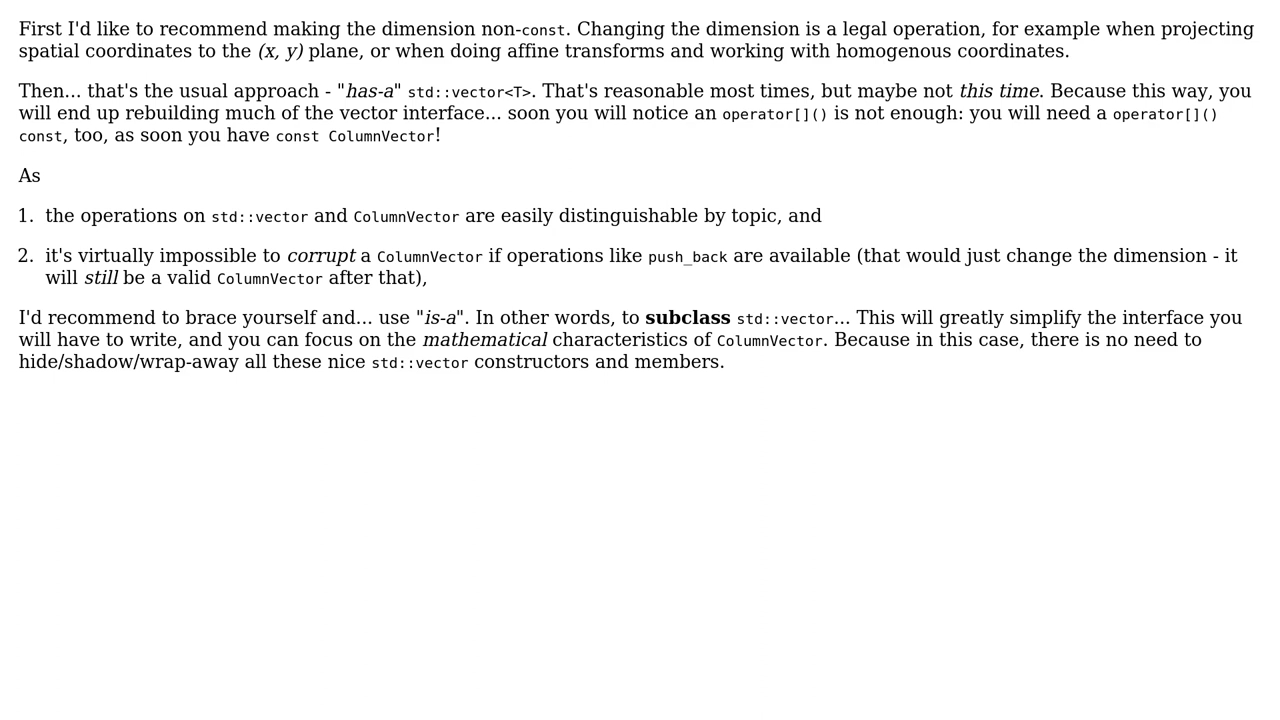 First I'd like to recommend making the dimension non-const. Changing the dimension is a legal operation, for example when projecting
spatial coordinates to the (x, y) plane, or when doing affine transforms and working with homogenous coordinates.
Then... that's the usual approach - "has-a" std::vector<T>. That's reasonable most times, but maybe not this time. Because this way, you
will end up rebuilding much of the vector interface... soon you will notice an operator[]() is not enough: you will need a operator[]()
const, too, as soon you have const ColumnVector!
As
1. the operations on std::vector and ColumnVector are easily distinguishable by topic, and
2. it's virtually impossible to corrupt a ColumnVector if operations like push_back are available (that would just change the dimension - it
will still be a valid ColumnVector after that),
I'd recommend to brace yourself and... use "is-a". In other words, to subclass std::vector... This will greatly simplify the interface you
will have to write, and you can focus on the mathematical characteristics of ColumnVector. Because in this case, there is no need to
hide/shadow/wrap-away all these nice std::vector constructors and members.